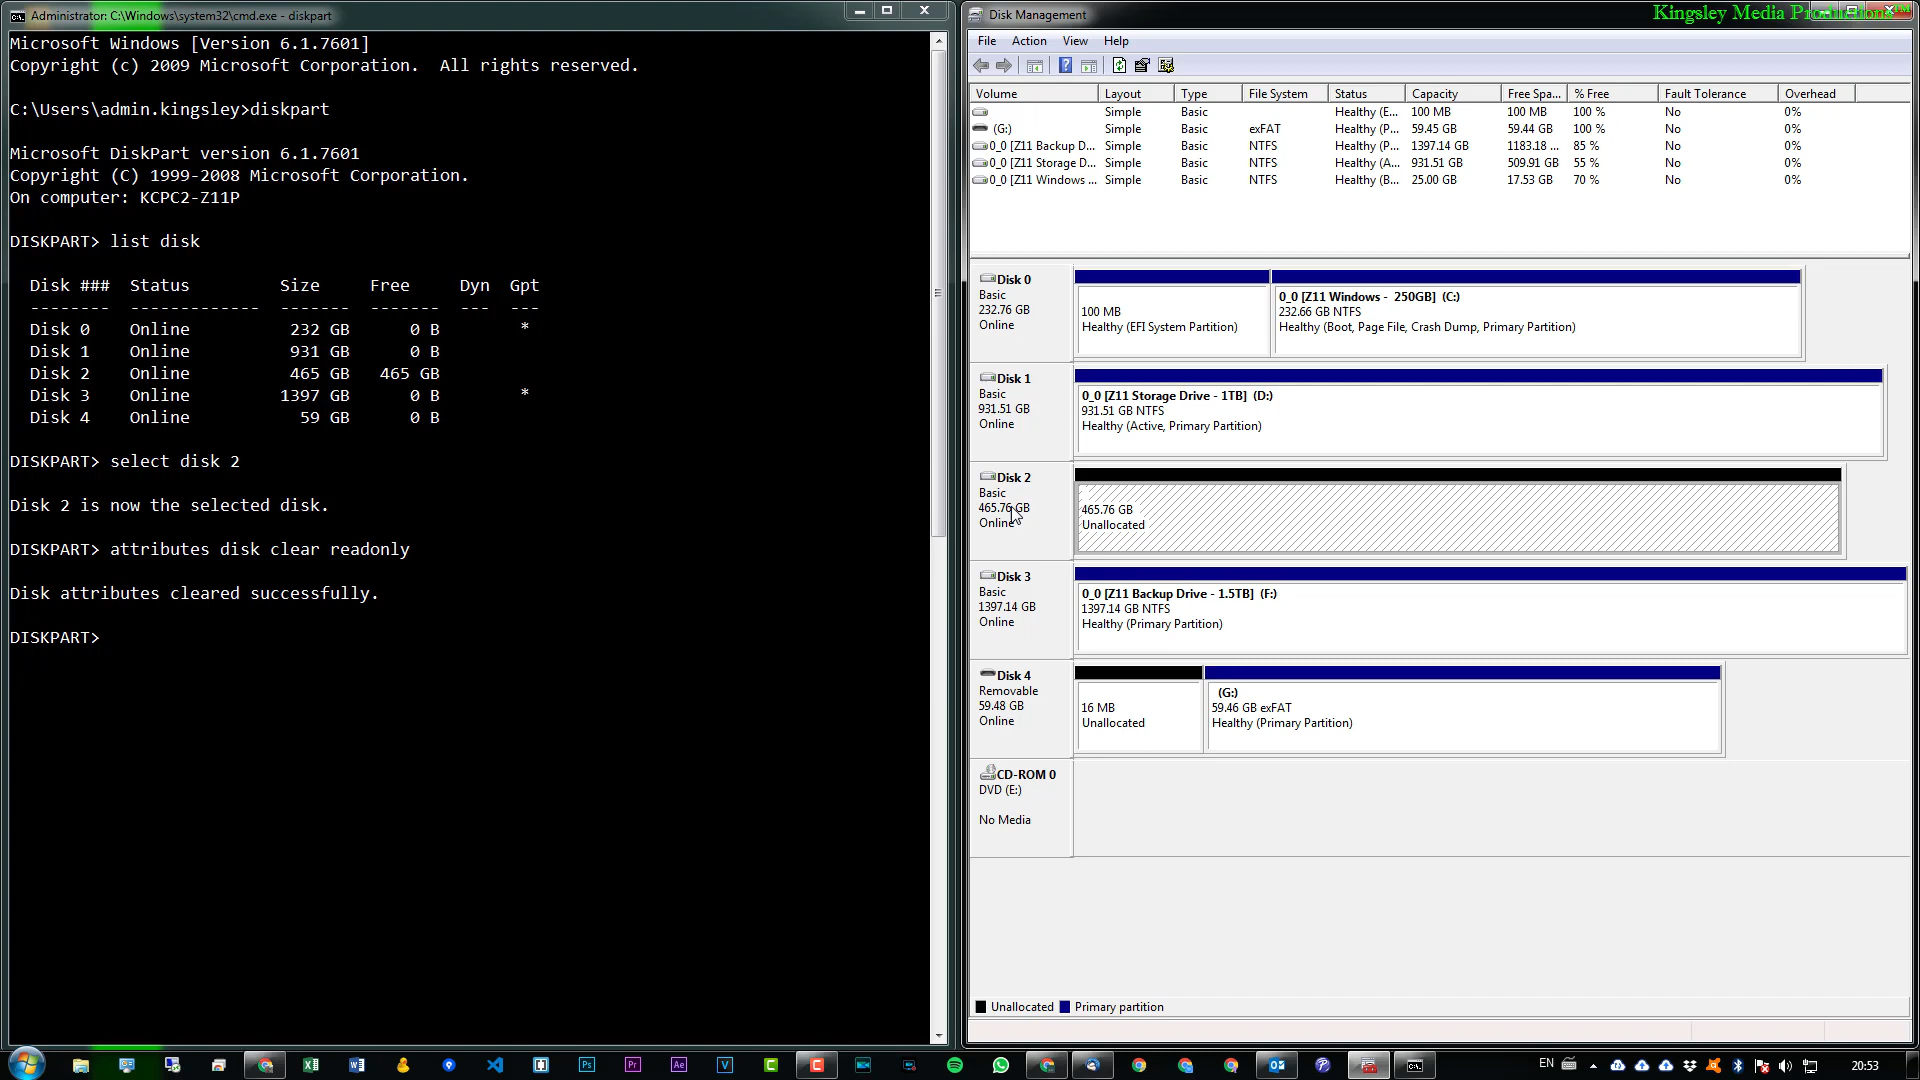 Administrator: C:\Windows\system32\cmd.exe - diskpart
Microsoft Windows [Version 6.1.7601]
Copyright (c) 2009 Microsoft Corporation.  All rights reserved.
C:\Users\admin.kingsley>diskpart
Microsoft DiskPart version 6.1.7601
Copyright (C) 1999-2008 Microsoft Corporation.
On computer: KCPC2-Z11P
DISKPART> list disk
Disk ###  Status  Size  Free  Dyn  Gpt
--------  -------------  -------  -------  ---  ---
Disk 0  Online  232 GB  0 B  *
Disk 1  Online  931 GB  0 B
Disk 2  Online  465 GB  465 GB
Disk 3  Online  1397 GB  0 B  *
Disk 4  Online  59 GB  0 B
DISKPART> select disk 2
Disk 2 is now the selected disk.
DISKPART> attributes disk clear readonly
Disk attributes cleared successfully.
DISKPART>
Disk Management
Kingsley Media Productions™
File  Action  View  Help
Volume  Layout  Type  File System  Status  Capacity  Free Spa...  % Free  Fault Tolerance  Overhead
Simple  Basic  Healthy (E...  100 MB  100 MB  100 %  No  0%
(G:)  Simple  Basic  exFAT  Healthy (P...  59.45 GB  59.44 GB  100 %  No  0%
0_0 [Z11 Backup D...  Simple  Basic  NTFS  Healthy (P...  1397.14 GB  1183.18 ...  85 %  No  0%
0_0 [Z11 Storage D...  Simple  Basic  NTFS  Healthy (A...  931.51 GB  509.91 GB  55 %  No  0%
0_0 [Z11 Windows ...  Simple  Basic  NTFS  Healthy (B...  25.00 GB  17.53 GB  70 %  No  0%
Disk 0
Basic
232.76 GB
Online
100 MB
Healthy (EFI System Partition)
0_0 [Z11 Windows -  250GB]  (C:)
232.66 GB NTFS
Healthy (Boot, Page File, Crash Dump, Primary Partition)
Disk 1
Basic
931.51 GB
Online
0_0 [Z11 Storage Drive - 1TB]  (D:)
931.51 GB NTFS
Healthy (Active, Primary Partition)
Disk 2
Basic
465.76 GB
Online
465.76 GB
Unallocated
Disk 3
Basic
1397.14 GB
Online
0_0 [Z11 Backup Drive - 1.5TB]  (F:)
1397.14 GB NTFS
Healthy (Primary Partition)
Disk 4
Removable
59.48 GB
Online
16 MB
Unallocated
(G:)
59.46 GB exFAT
Healthy (Primary Partition)
CD-ROM 0
DVD (E:)
No Media
Unallocated  Primary partition
Ps  Pr  Ae  V  C  C
EN  20:53